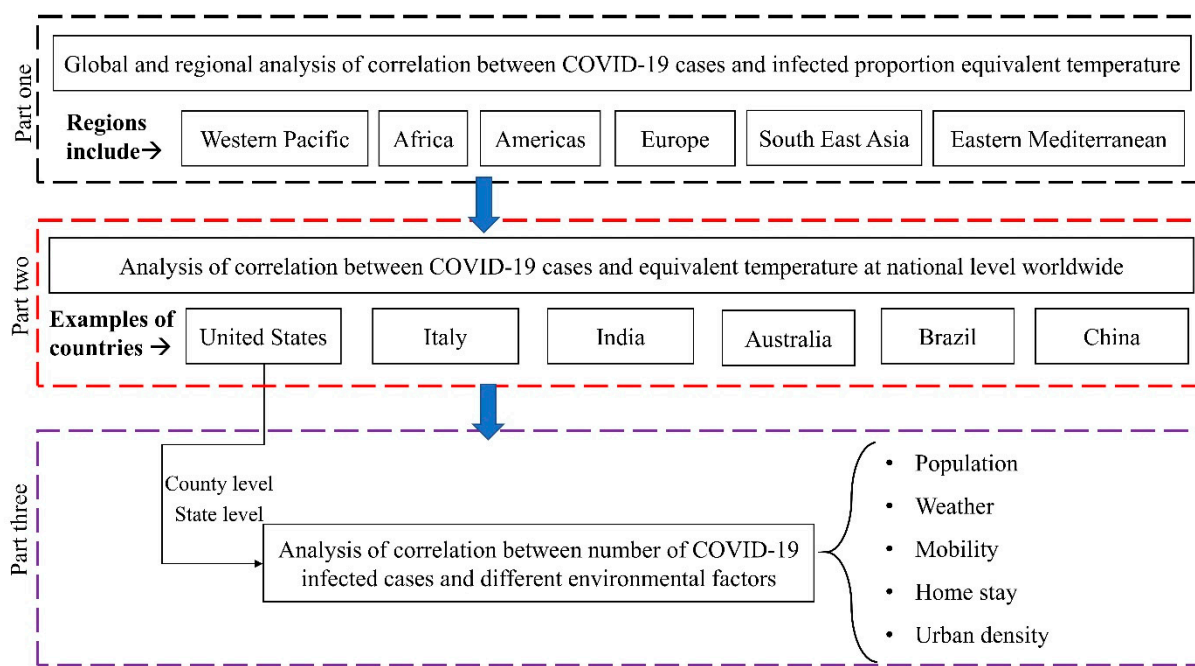 Part one
Global and regional analysis of correlation between COVID-19 cases and infected proportion equivalent temperature
Regions
include→
Western Pacific
Africa
Americas
Europe
South East Asia
Eastern Mediterranean
Part two
Analysis of correlation between COVID-19 cases and equivalent temperature at national level worldwide
Examples of
countries →
United States
Italy
India
Australia
Brazil
China
Part three
County level
State level
Analysis of correlation between number of COVID-19
infected cases and different environmental factors
• Population
• Weather
• Mobility
• Home stay
• Urban density